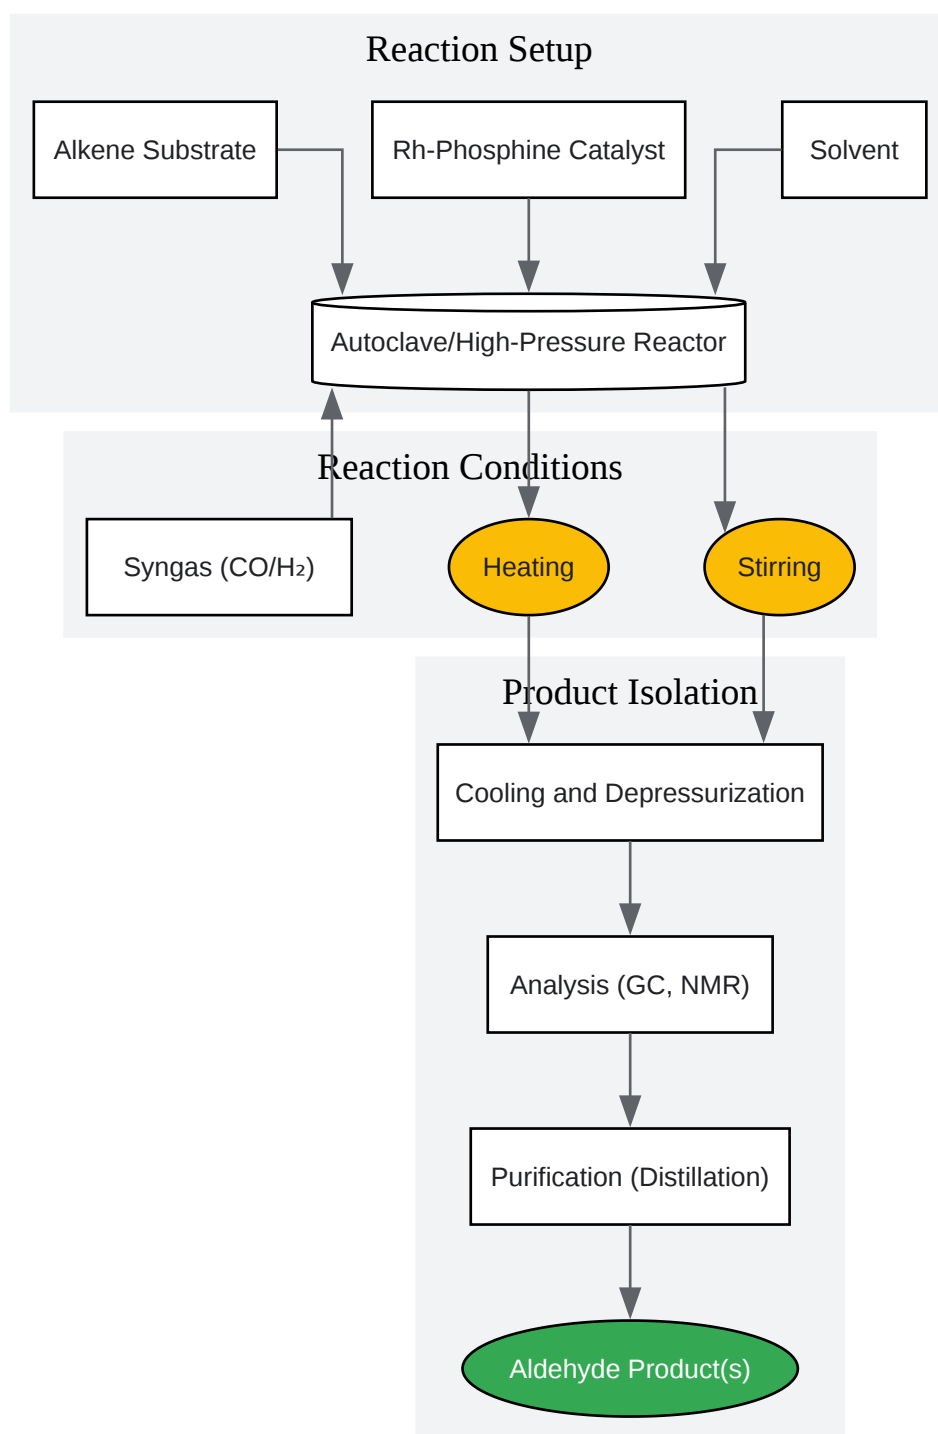 Reaction Setup
Alkene Substrate
Rh-Phosphine Catalyst
Solvent
Autoclave/High-Pressure Reactor
Reaction Conditions
Syngas (CO/H₂)
Heating
Stirring
Product Isolation
Cooling and Depressurization
Analysis (GC, NMR)
Purification (Distillation)
Aldehyde Product(s)